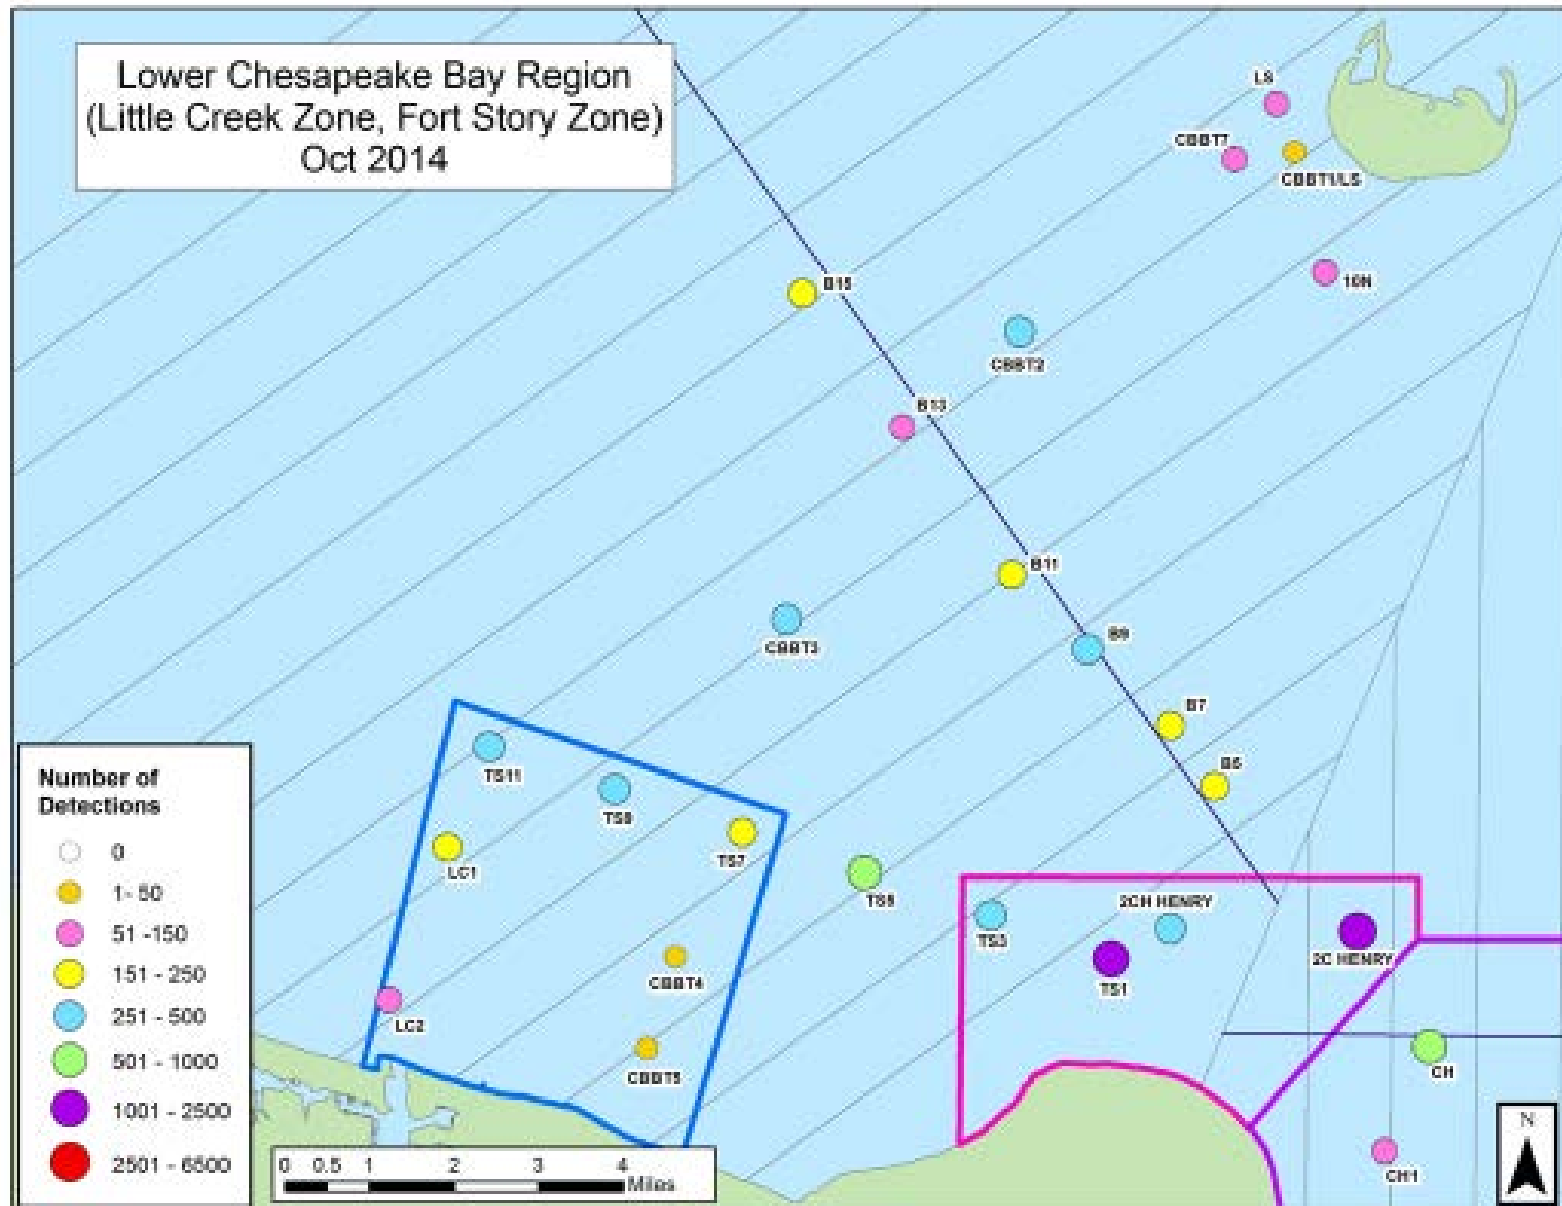 Lower Chesapeake Bay Region
(Little Creek Zone, Fort Story Zone)
Oct 2014
LS
CBBT7
CBBT1/LS
10N
B15
CBBT2
B13
B11
CBBT3
B9
B7
B5
TS11
TS9
TS7
LC1
TS5
2CH HENRY
TS3
TS1
2C HENRY
CBBT4
LC2
CBBT5
CH
CH1
Number of
Detections
0
1- 50
51 -150
151 - 250
251 - 500
501 - 1000
1001 - 2500
2501 - 6500
0 0.5 1 2 3 4
Miles
N